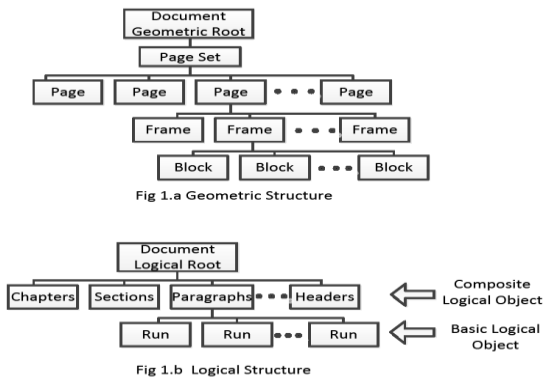 Document
Geometric Root
Page Set
Page Page Page Page
Frame Frame Frame
Block Block Block
Fig 1.a Geometric Structure
Document
Logical Root
Chapters Sections Paragraphs Headers
Composite
Logical Object
Run Run Run
Basic Logical
Object
Fig 1.b Logical Structure